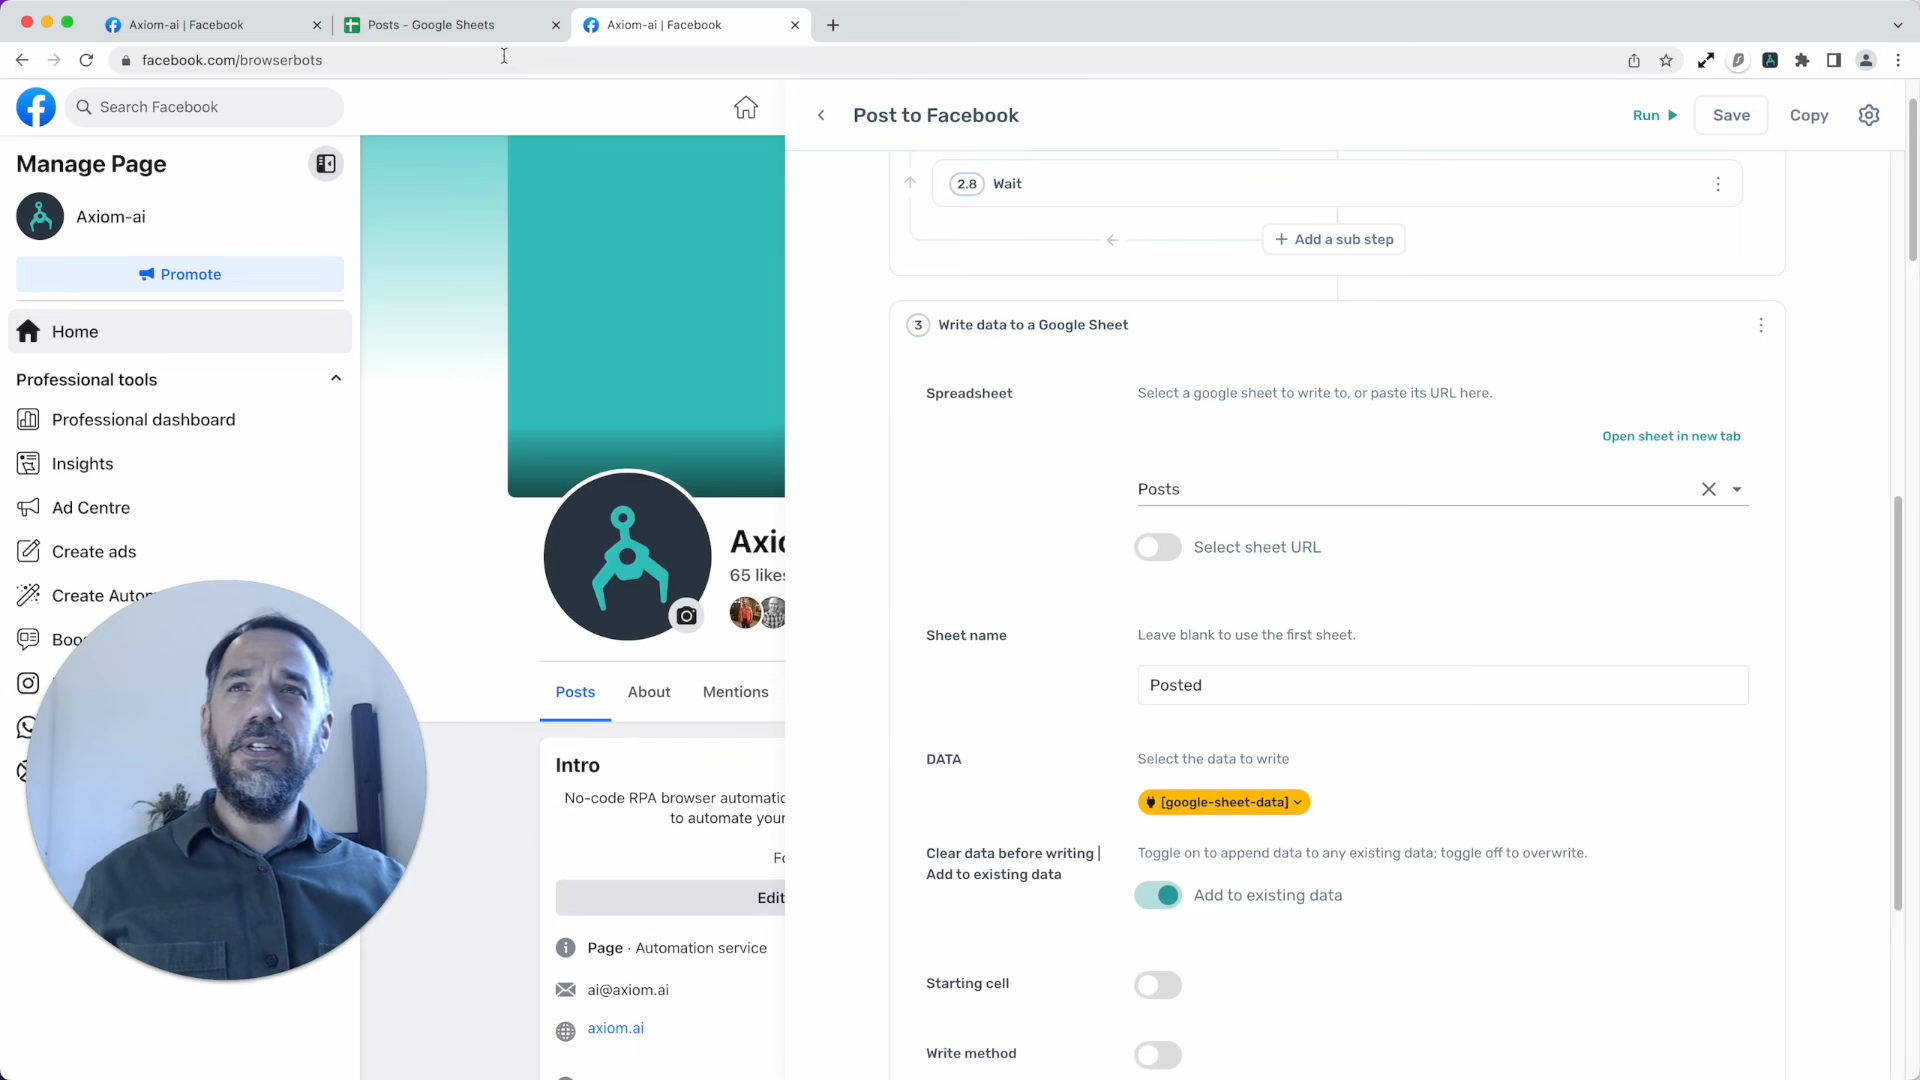 Axiom-ai | Facebook
Posts - Google Sheets
Axiom-ai | Facebook
facebook.com/browserbots
Search Facebook
Post to Facebook
Run
Save
Copy
Manage Page
Axiom-ai
Promote
Home
Professional tools
Professional dashboard
Insights
Ad Centre
Create ads
Create Autom
Boo
65 likes
Posts
About
Mentions
Intro
No-code RPA browser automatic
to automate your
Edit
Page · Automation service
ai@axiom.ai
axiom.ai
2.8 Wait
+ Add a sub step
3 Write data to a Google Sheet
Spreadsheet
Select a google sheet to write to, or paste its URL here.
Open sheet in new tab
Posts
Select sheet URL
Sheet name
Leave blank to use the first sheet.
Posted
DATA
Select the data to write
[google-sheet-data]
Clear data before writing |
Add to existing data
Toggle on to append data to any existing data; toggle off to overwrite.
Add to existing data
Starting cell
Write method